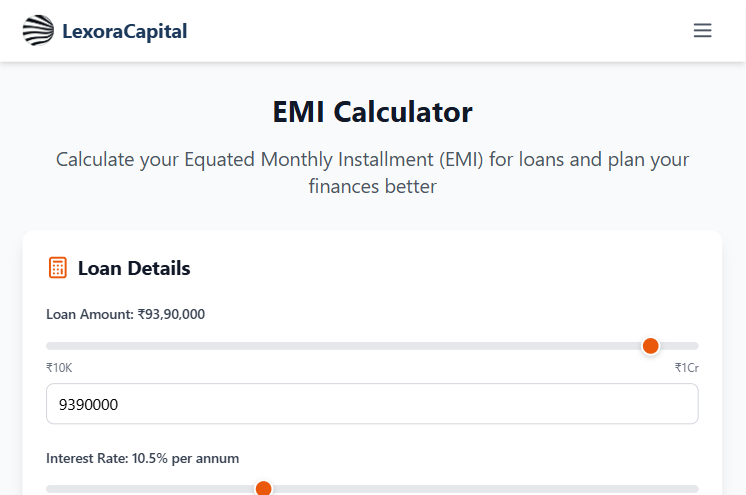 LexoraCapital
EMI Calculator
Calculate your Equated Monthly Installment (EMI) for loans and plan your
finances better
Loan Details
Loan Amount: ₹93,90,000
₹10K
₹1Cr
9390000
Interest Rate: 10.5% per annum